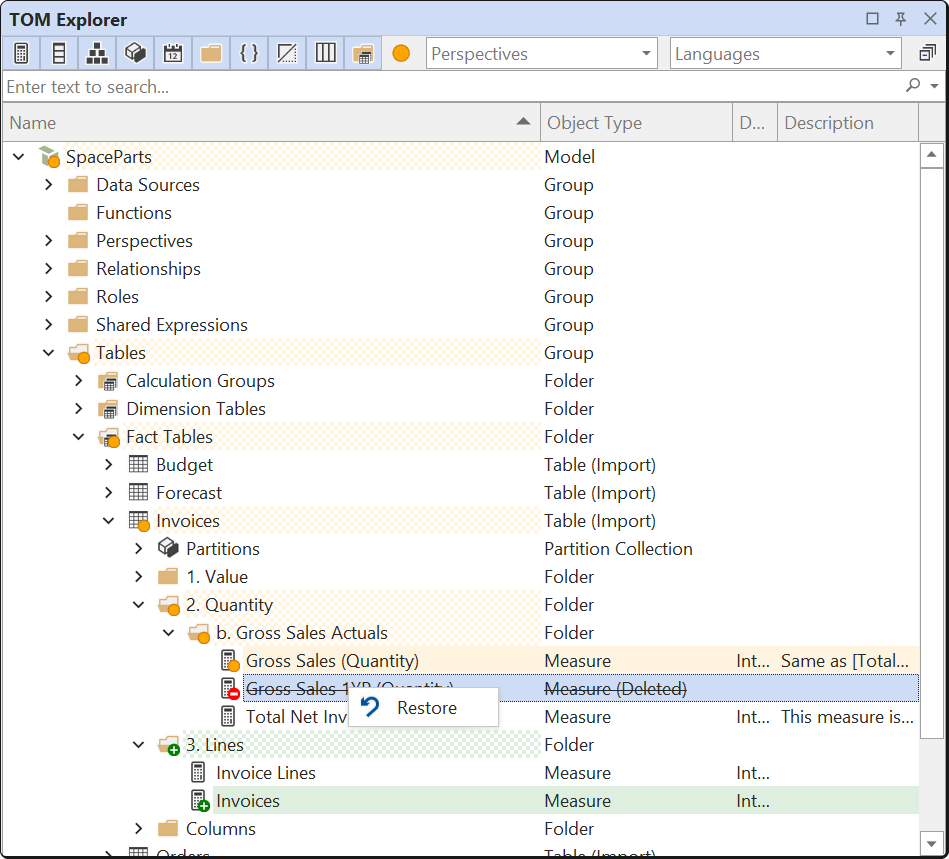 TOM Explorer
12 { } Perspectives Languages
Enter text to search...
Name Object Type D... Description
SpaceParts Model
Data Sources Group
Functions Group
Perspectives Group
Relationships Group
Roles Group
Shared Expressions Group
Tables Group
Calculation Groups Folder
Dimension Tables Folder
Fact Tables Folder
Budget Table (Import)
Forecast Table (Import)
Invoices Table (Import)
Partitions Partition Collection
1. Value Folder
2. Quantity Folder
b. Gross Sales Actuals Folder
Gross Sales (Quantity) Measure Int... Same as [Total...
Gross Sales 1YP (Quantity) Measure (Deleted)
Restore
Total Net Inv Measure Int... This measure is...
3. Lines Folder
Invoice Lines Measure Int...
Invoices Measure Int...
Columns Folder
Orders Table (Import)